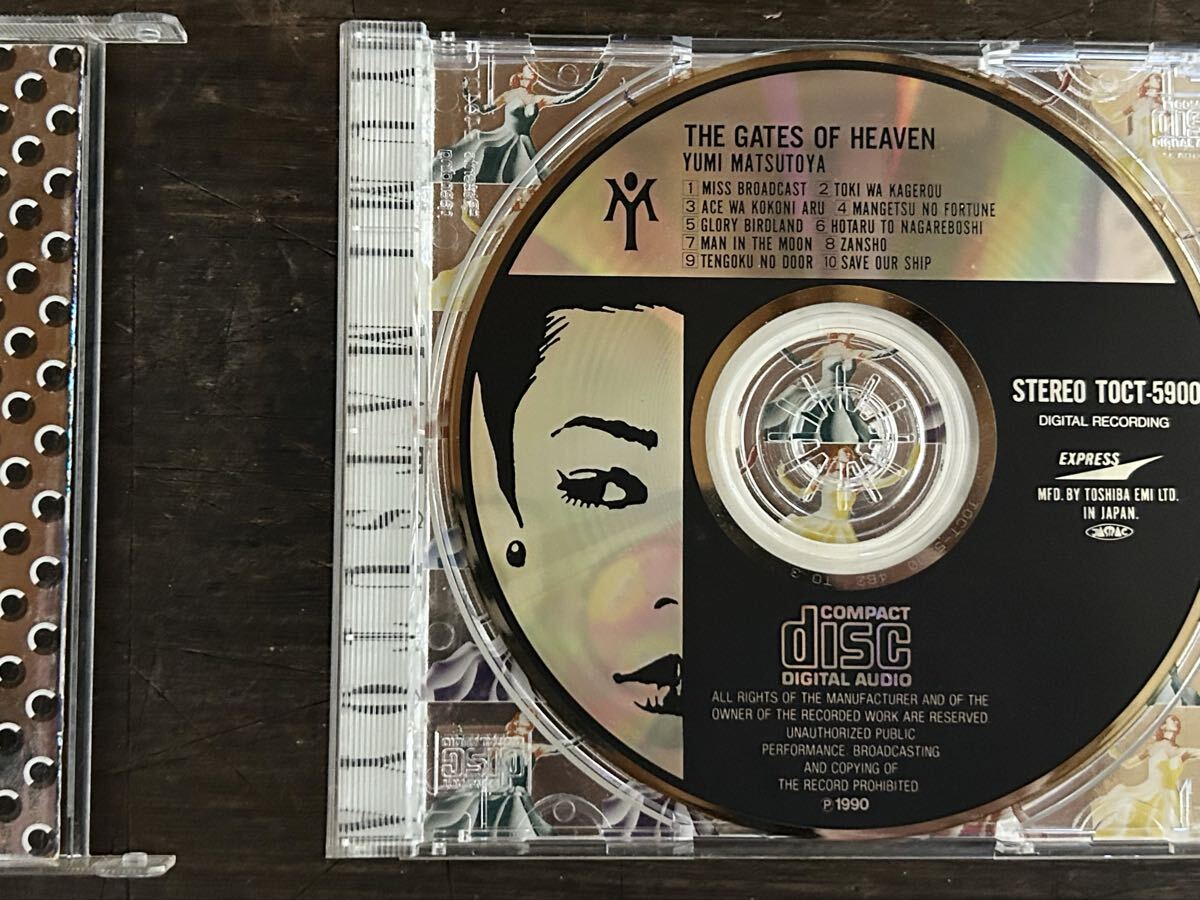 THE GATES OF HEAVEN
YUMI MATSUTOYA
1 MISS BROADCAST 2 TOKI WA KAGEROU
3 ACE WA KOKONI ARU 4 MANGETSU NO FORTUNE
5 GLORY BIRDLAND 6 HOTARU TO NAGAREBOSHI
7 MAN IN THE MOON 8 ZANSHO
9 TENGOKU NO DOOR 10 SAVE OUR SHIP
STEREO TOCT-5900
DIGITAL RECORDING
EXPRESS
MFD. BY TOSHIBA EMI LTD.
IN JAPAN.
JASRAC
COMPACT
disc
DIGITAL AUDIO
ALL RIGHTS OF THE MANUFACTURER AND OF THE
OWNER OF THE RECORDED WORK ARE RESERVED
UNAUTHORIZED PUBLIC
PERFORMANCE. BROADCASTING
AND COPYING OF
THE RECORD PROHIBITED
℗ 1990